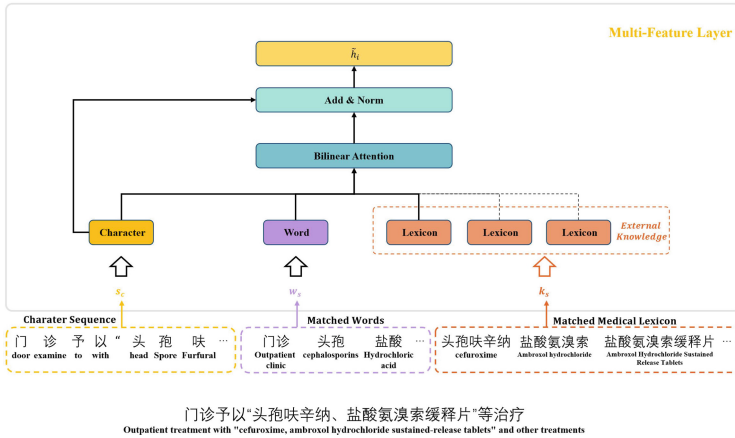 Multi-Feature Layer
h̃ᵢ
Add & Norm
Bilinear Attention
Character
Word
Lexicon
Lexicon
Lexicon
External
Knowledge
s_c
w_s
k_s
Charater Sequence
Matched Words
Matched Medical Lexicon
门 诊 予 以 “ 头 孢 呋 ...
door examine to with head Spore Furfural
门诊 头孢 盐酸 ...
Outpatient clinic cephalosporins Hydrochloric acid
头孢呋辛纳 盐酸氨溴索 盐酸氨溴索缓释片 ...
cefuroxime Ambroxol hydrochloride Ambroxol Hydrochloride Sustained Release Tablets
门诊予以“头孢呋辛纳、盐酸氨溴索缓释片”等治疗
Outpatient treatment with "cefuroxime, ambroxol hydrochloride sustained-release tablets" and other treatments